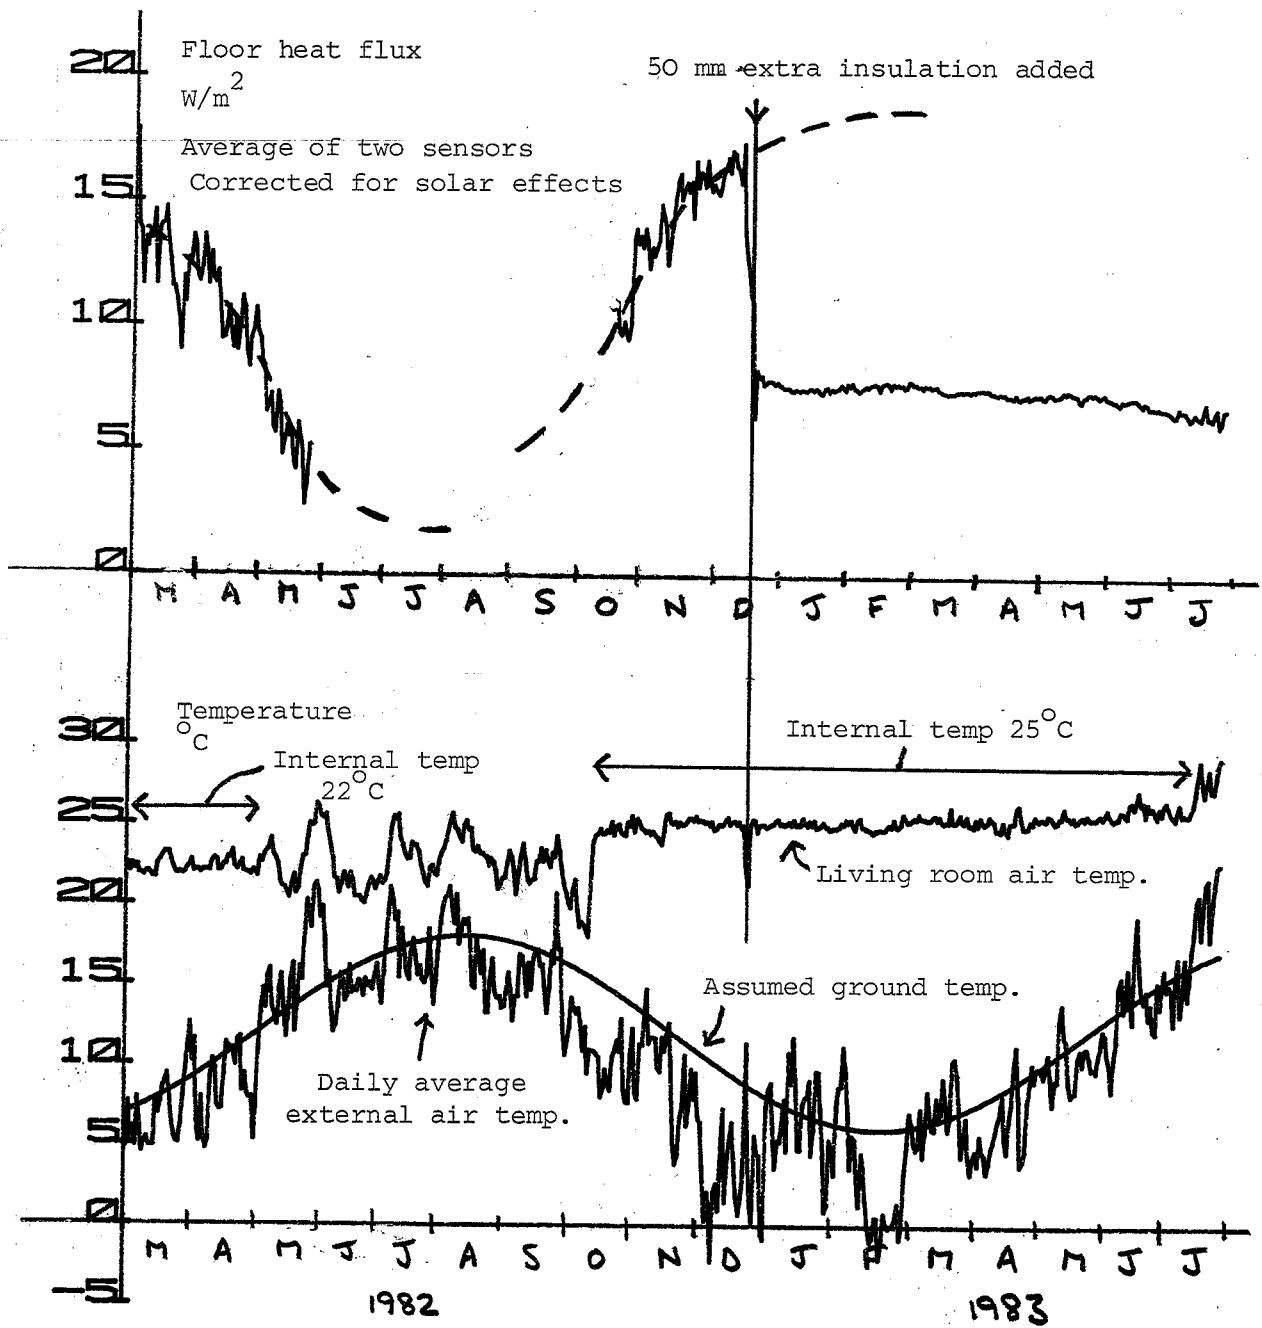 20
Floor heat flux
W/m2
50 mm extra insulation added
Average of two sensors
15
Corrected for solar effects
10
5
0
M A M J J A S O N D J F M A M J J
Temperature
°C
30
Internal temp 25°C
Internal temp
22°C
25
Living room air temp.
20
15
Assumed ground temp.
10
Daily average
external air temp.
5
0
M A M J J A S O N D J F M A M J J
-5
1982
1983